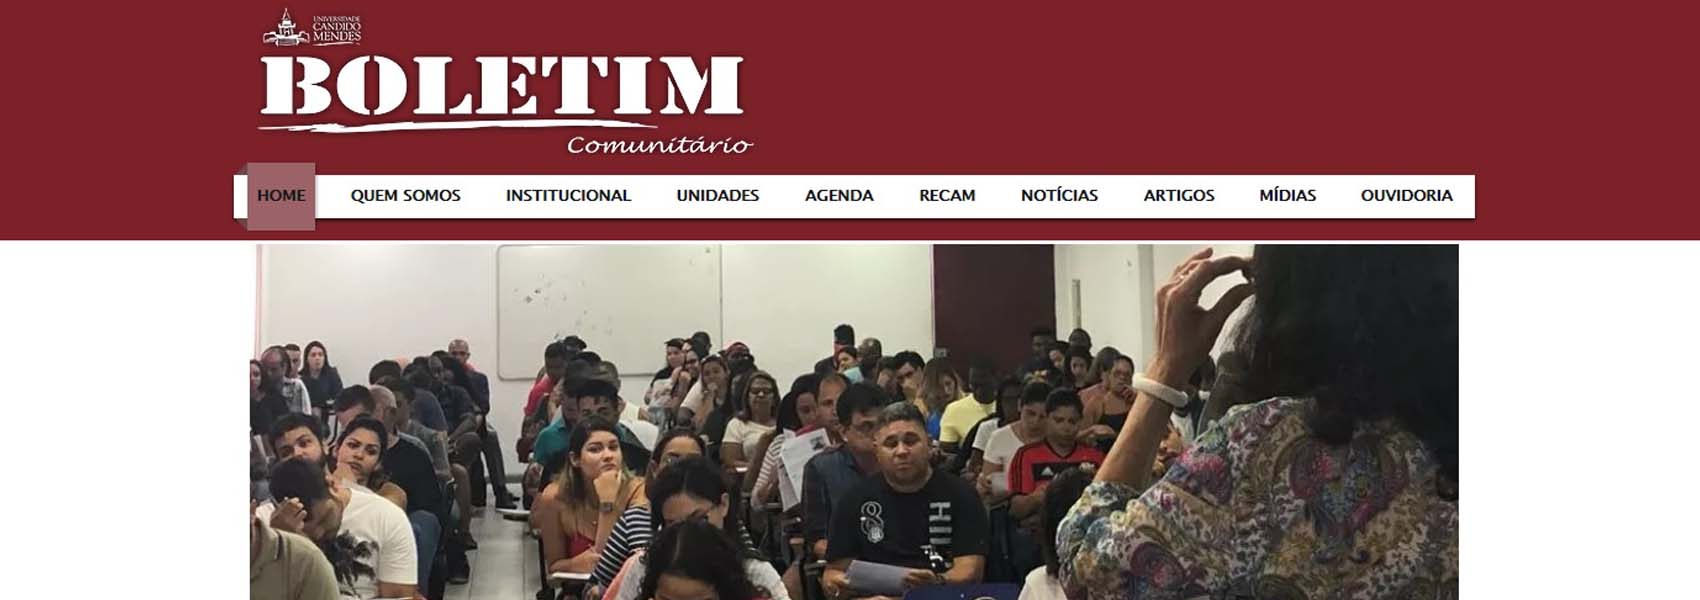 UNIVERSIDADE
CANDIDO
MENDES
BOLETIM
Comunitário
HOME QUEM SOMOS INSTITUCIONAL UNIDADES AGENDA RECAM NOTÍCIAS ARTIGOS MÍDIAS OUVIDORIA